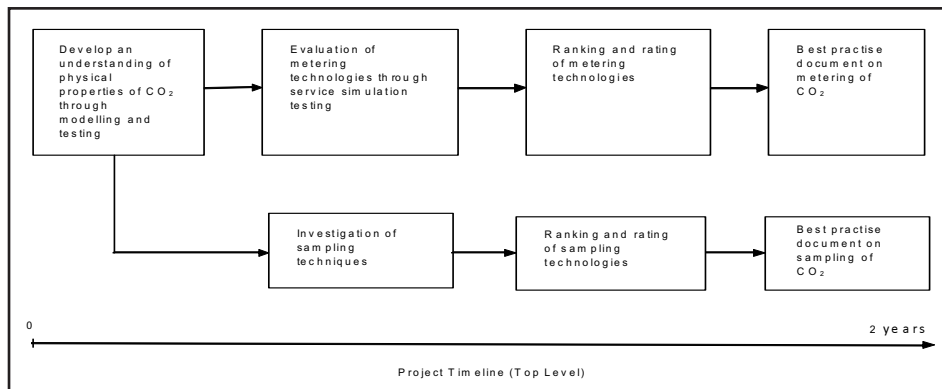 Develop an
understanding of
physical
properties of CO₂
through
modelling and
testing
Evaluation of
metering
technologies through
service simulation
testing
Ranking and rating
of metering
technologies
Best practise
document on
metering of
CO₂
Investigation of
sampling
techniques
Ranking and rating
of sampling
technologies
Best practise
document on
sampling of
CO₂
0
2 years
Project Timeline (Top Level)